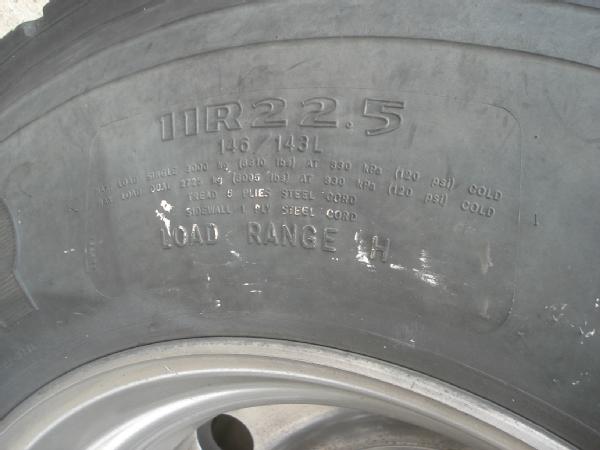 11R22.5
146/143L
MAX LOAD SINGLE 3000 kg (6610 lbs) AT 830 kPa (120 psi) COLD
MAX LOAD DUAL 2725 kg (6005 lbs) AT 830 kPa (120 psi) COLD
TREAD 5 PLIES STEEL CORD
SIDEWALL 1 PLY STEEL CORD
LOAD RANGE H